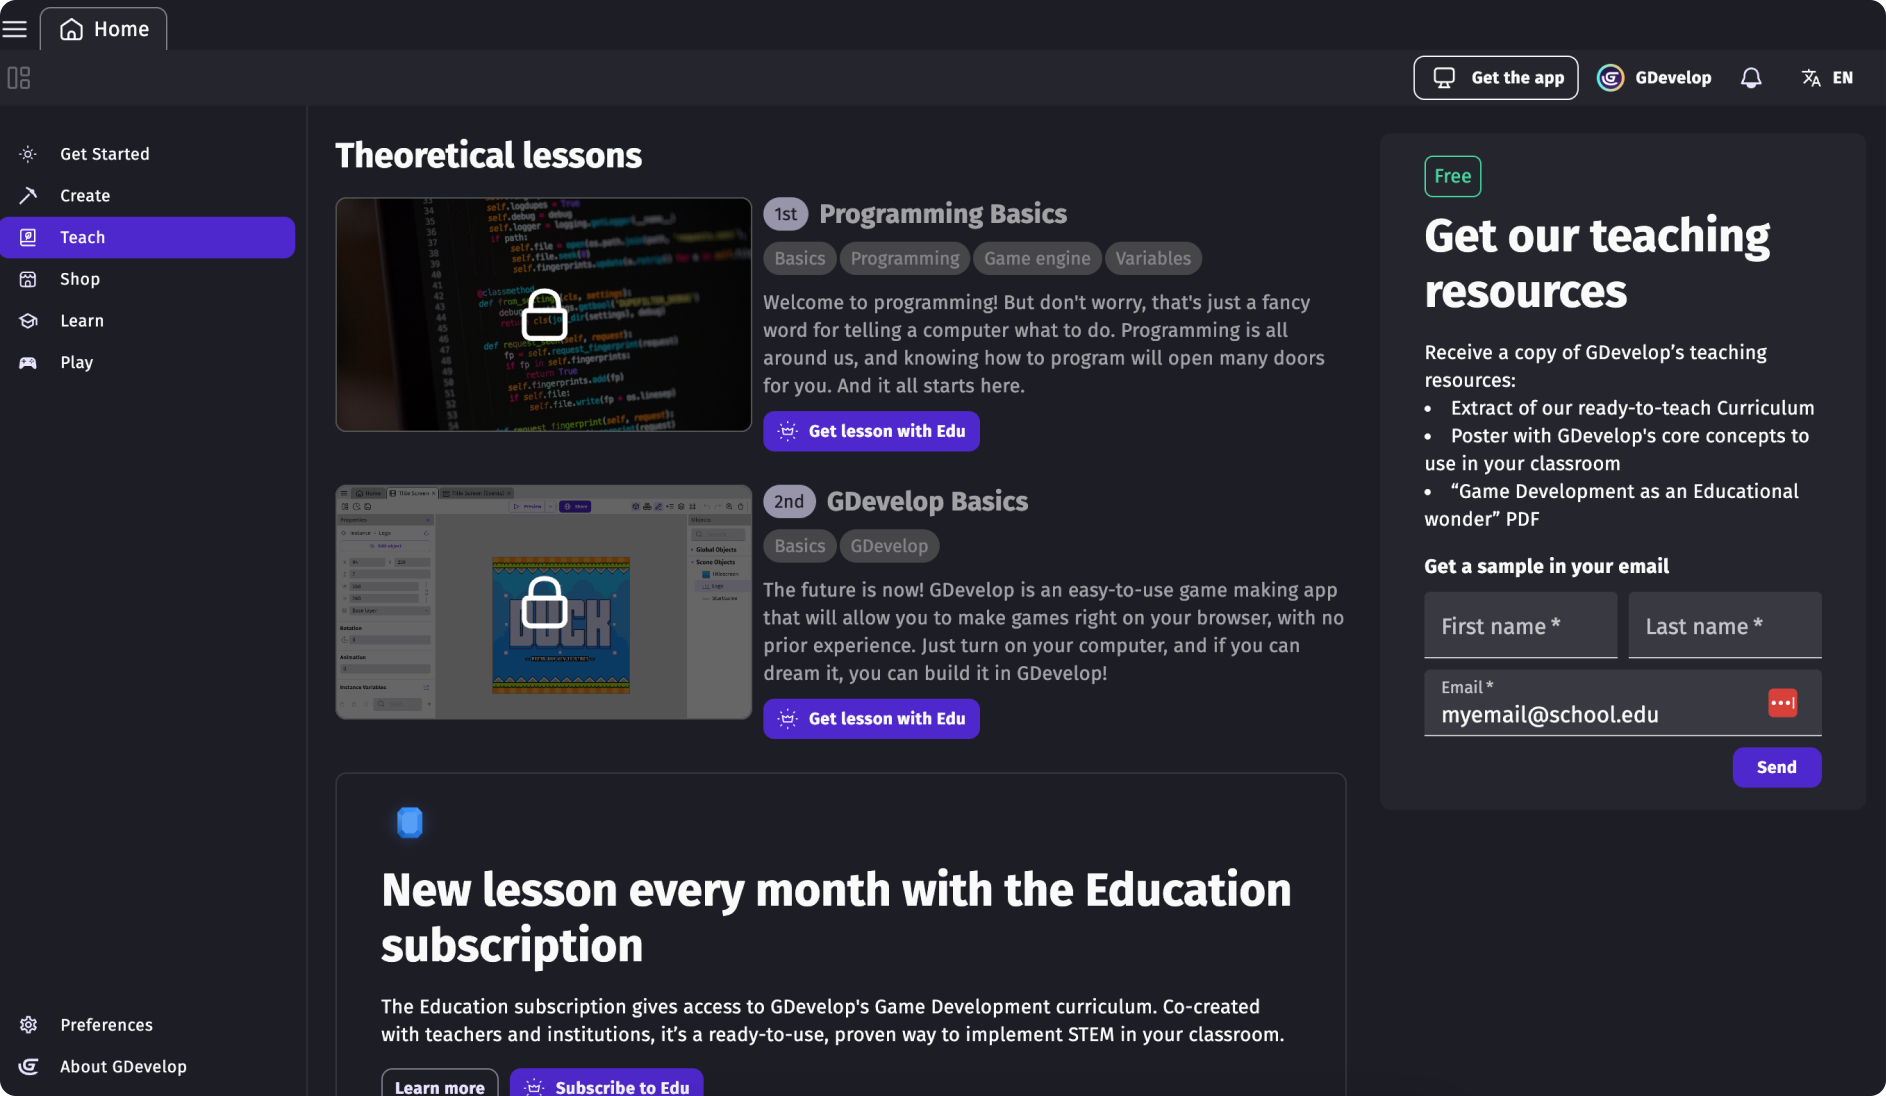 Home
Get the app
GDevelop
EN
Get Started
Create
Teach
Shop
Learn
Play
Preferences
About GDevelop
Theoretical lessons
1st Programming Basics
Basics Programming Game engine Variables
Welcome to programming! But don't worry, that's just a fancy
word for telling a computer what to do. Programming is all
around us, and knowing how to program will open many doors
for you. And it all starts here.
Get lesson with Edu
2nd GDevelop Basics
Basics GDevelop
The future is now! GDevelop is an easy-to-use game making app
that will allow you to make games right on your browser, with no
prior experience. Just turn on your computer, and if you can
dream it, you can build it in GDevelop!
Get lesson with Edu
DUCK
New lesson every month with the Education
subscription
The Education subscription gives access to GDevelop's Game Development curriculum. Co-created
with teachers and institutions, it’s a ready-to-use, proven way to implement STEM in your classroom.
Learn more
Subscribe to Edu
Free
Get our teaching
resources
Receive a copy of GDevelop’s teaching
resources:
• Extract of our ready-to-teach Curriculum
• Poster with GDevelop's core concepts to
use in your classroom
• “Game Development as an Educational
wonder” PDF
Get a sample in your email
First name *
Last name *
Email *
myemail@school.edu
Send